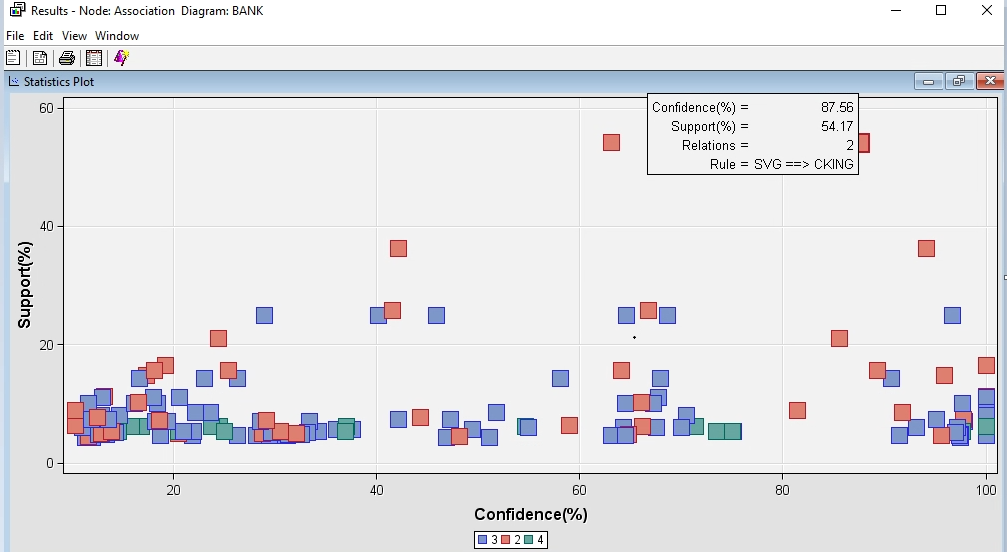 Results - Node: Association Diagram: BANK
File Edit View Window
Statistics Plot
Confidence(%) = 87.56
Support(%) = 54.17
Relations = 2
Rule = SVG ==> CKING
60
40
20
0
Support(%)
20 40 60 80 100
Confidence(%)
3 2 4